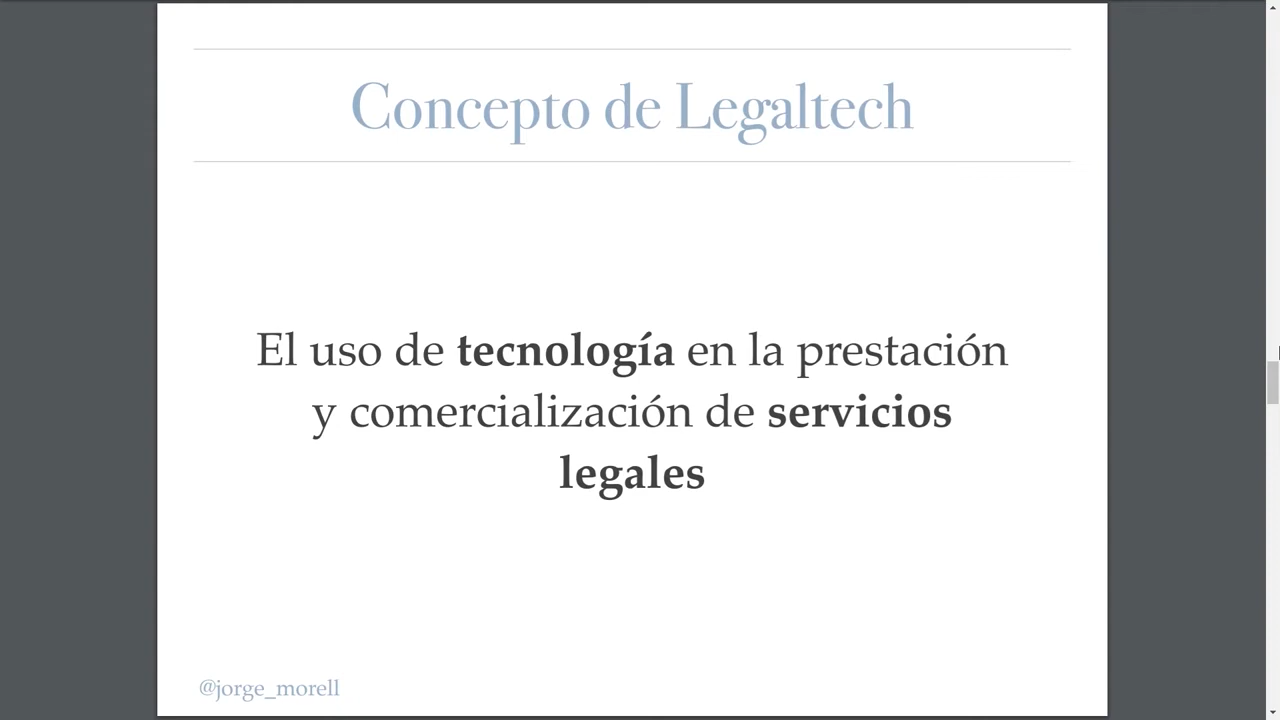 Concepto de Legaltech
El uso de tecnología en la prestación
y comercialización de servicios
legales
@jorge_morell